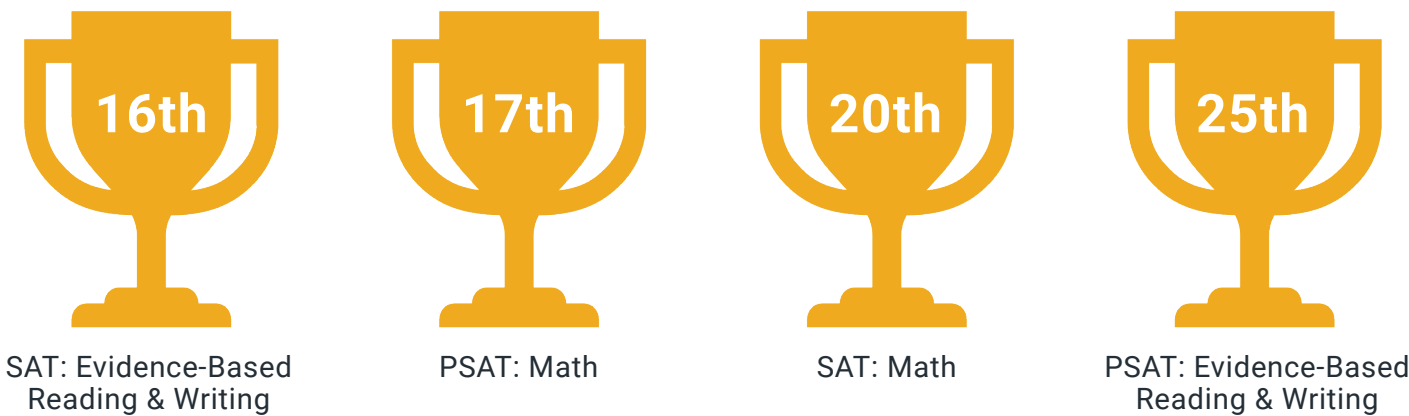 16th
17th
20th
25th
SAT: Evidence-Based
Reading & Writing
PSAT: Math
SAT: Math
PSAT: Evidence-Based
Reading & Writing